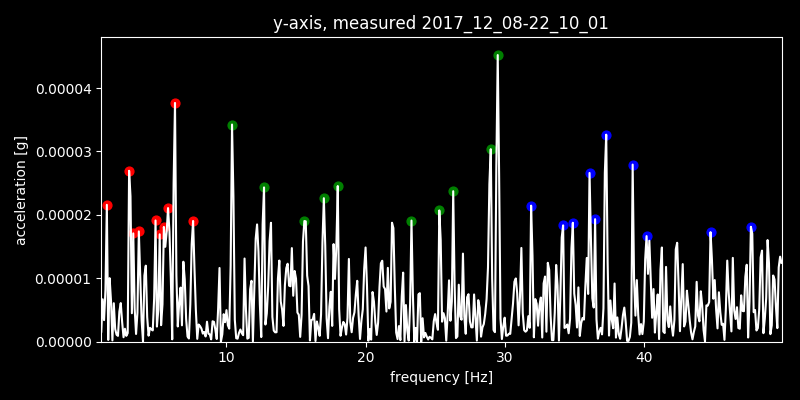 y-axis, measured 2017_12_08-22_10_01
0.00004
0.00003
0.00002
0.00001
0.00000
acceleration [g]
10 20 30 40
frequency [Hz]